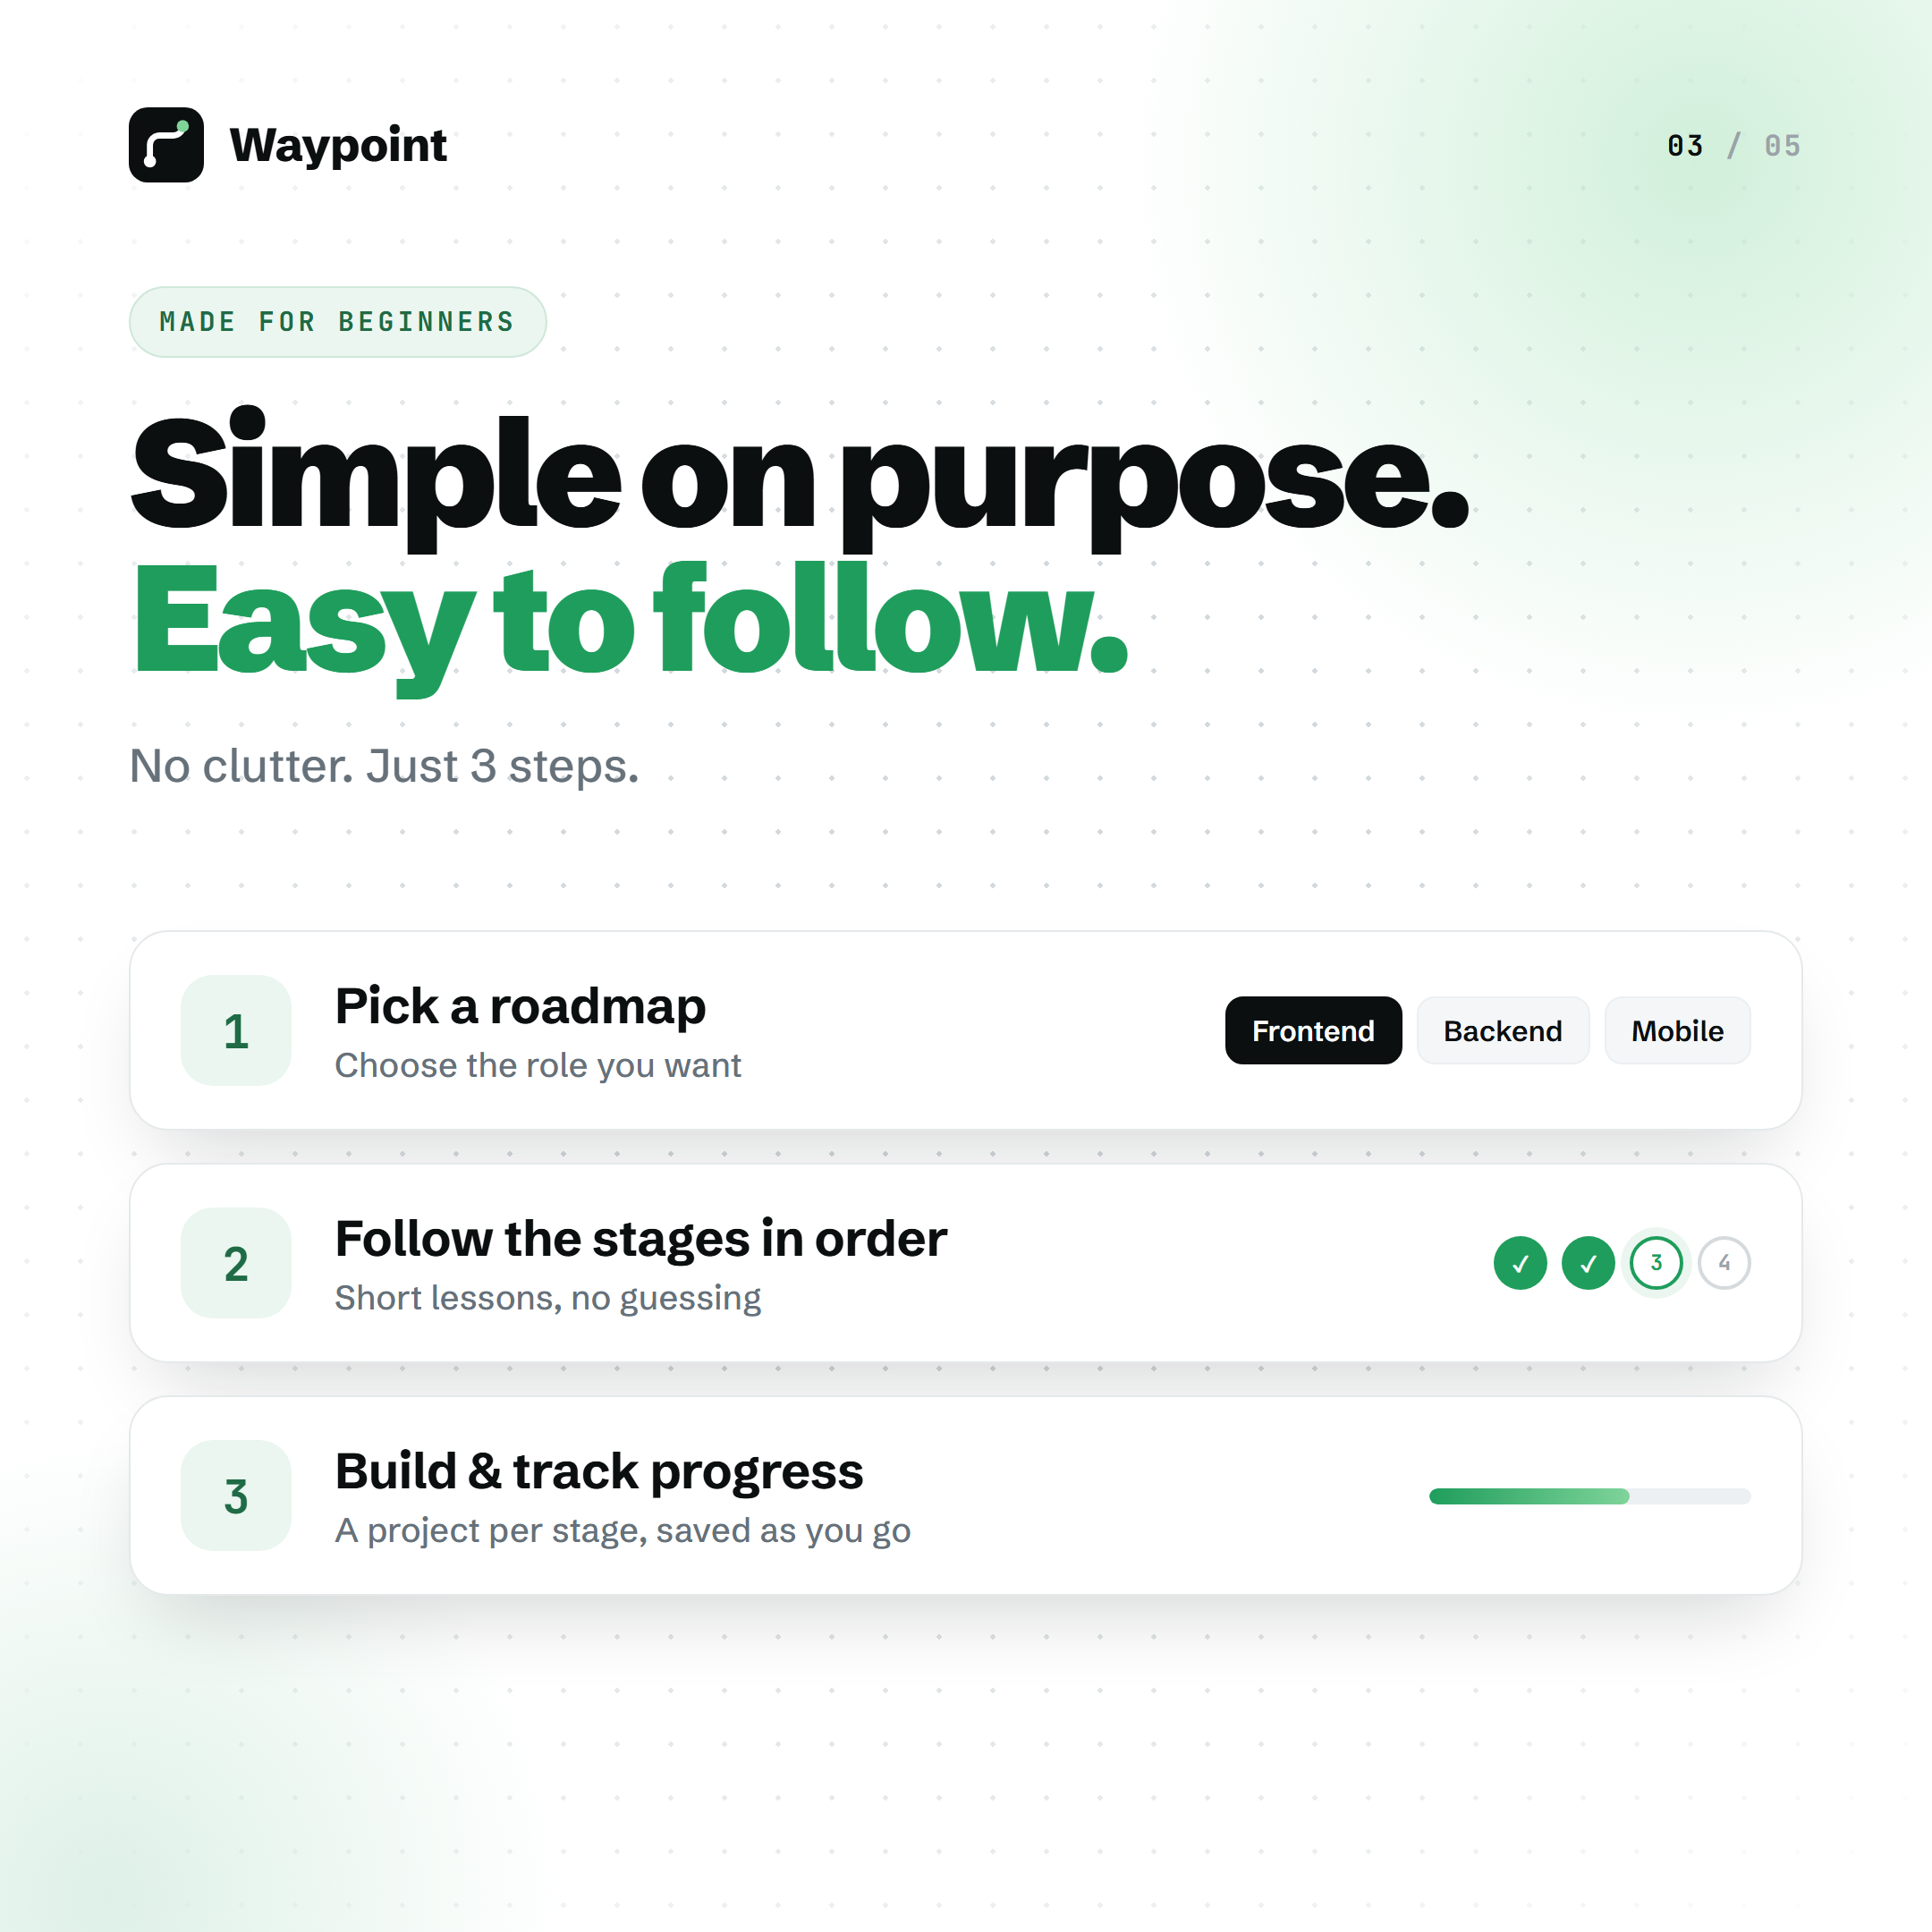 Waypoint
03 / 05
MADE FOR BEGINNERS
Simple on purpose.
Easy to follow.
No clutter. Just 3 steps.
1
Pick a roadmap
Choose the role you want
Frontend Backend Mobile
2
Follow the stages in order
Short lessons, no guessing
✓ ✓ 3 4
3
Build & track progress
A project per stage, saved as you go